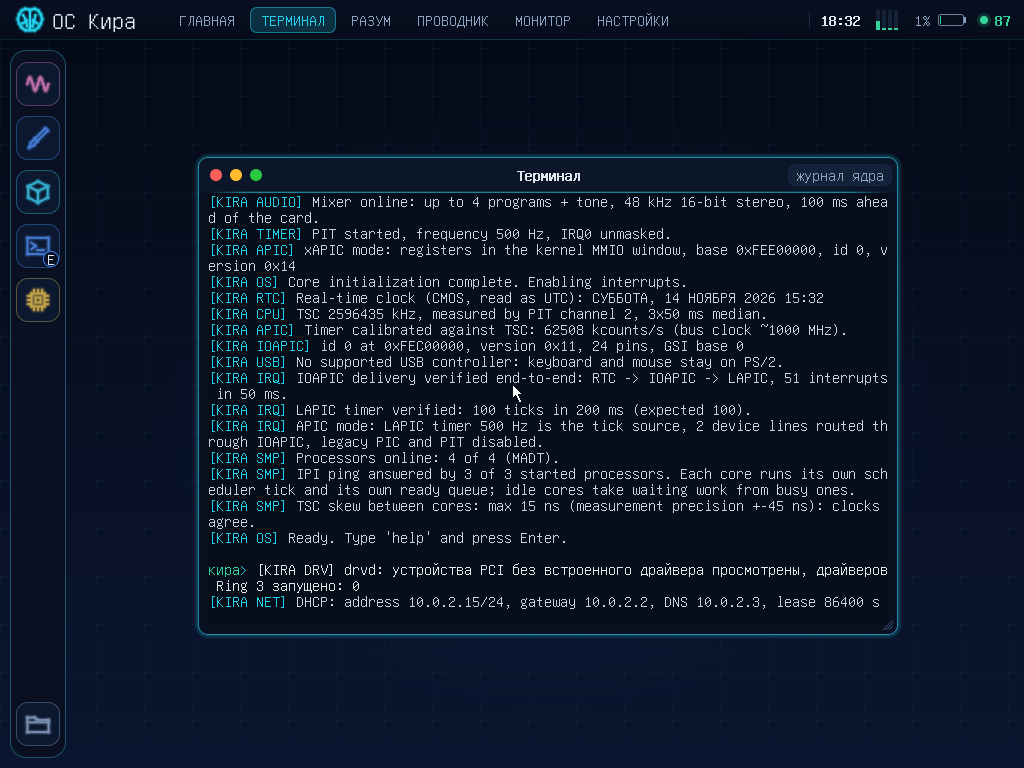 ОС Кира
ГЛАВНАЯ
ТЕРМИНАЛ
РАЗУМ
ПРОВОДНИК
МОНИТОР
НАСТРОЙКИ
18:32
1%
87
E
Терминал
журнал ядра
[KIRA AUDIO] Mixer online: up to 4 programs + tone, 48 kHz 16-bit stereo, 100 ms ahea
d of the card.
[KIRA TIMER] PIT started, frequency 500 Hz, IRQ0 unmasked.
[KIRA APIC] xAPIC mode: registers in the kernel MMIO window, base 0xFEE00000, id 0, v
ersion 0x14
[KIRA OS] Core initialization complete. Enabling interrupts.
[KIRA RTC] Real-time clock (CMOS, read as UTC): СУББОТА, 14 НОЯБРЯ 2026 15:32
[KIRA CPU] TSC 2596435 kHz, measured by PIT channel 2, 3x50 ms median.
[KIRA APIC] Timer calibrated against TSC: 62508 kcounts/s (bus clock ~1000 MHz).
[KIRA IOAPIC] id 0 at 0xFEC00000, version 0x11, 24 pins, GSI base 0
[KIRA USB] No supported USB controller: keyboard and mouse stay on PS/2.
[KIRA IRQ] IOAPIC delivery verified end-to-end: RTC -> IOAPIC -> LAPIC, 51 interrupts
in 50 ms.
[KIRA IRQ] LAPIC timer verified: 100 ticks in 200 ms (expected 100).
[KIRA IRQ] APIC mode: LAPIC timer 500 Hz is the tick source, 2 device lines routed th
rough IOAPIC, legacy PIC and PIT disabled.
[KIRA SMP] Processors online: 4 of 4 (MADT).
[KIRA SMP] IPI ping answered by 3 of 3 started processors. Each core runs its own sch
eduler tick and its own ready queue; idle cores take waiting work from busy ones.
[KIRA SMP] TSC skew between cores: max 15 ns (measurement precision +-45 ns): clocks
agree.
[KIRA OS] Ready. Type 'help' and press Enter.
кира> [KIRA DRV] drvd: устройства PCI без встроенного драйвера просмотрены, драйверов
Ring 3 запущено: 0
[KIRA NET] DHCP: address 10.0.2.15/24, gateway 10.0.2.2, DNS 10.0.2.3, lease 86400 s